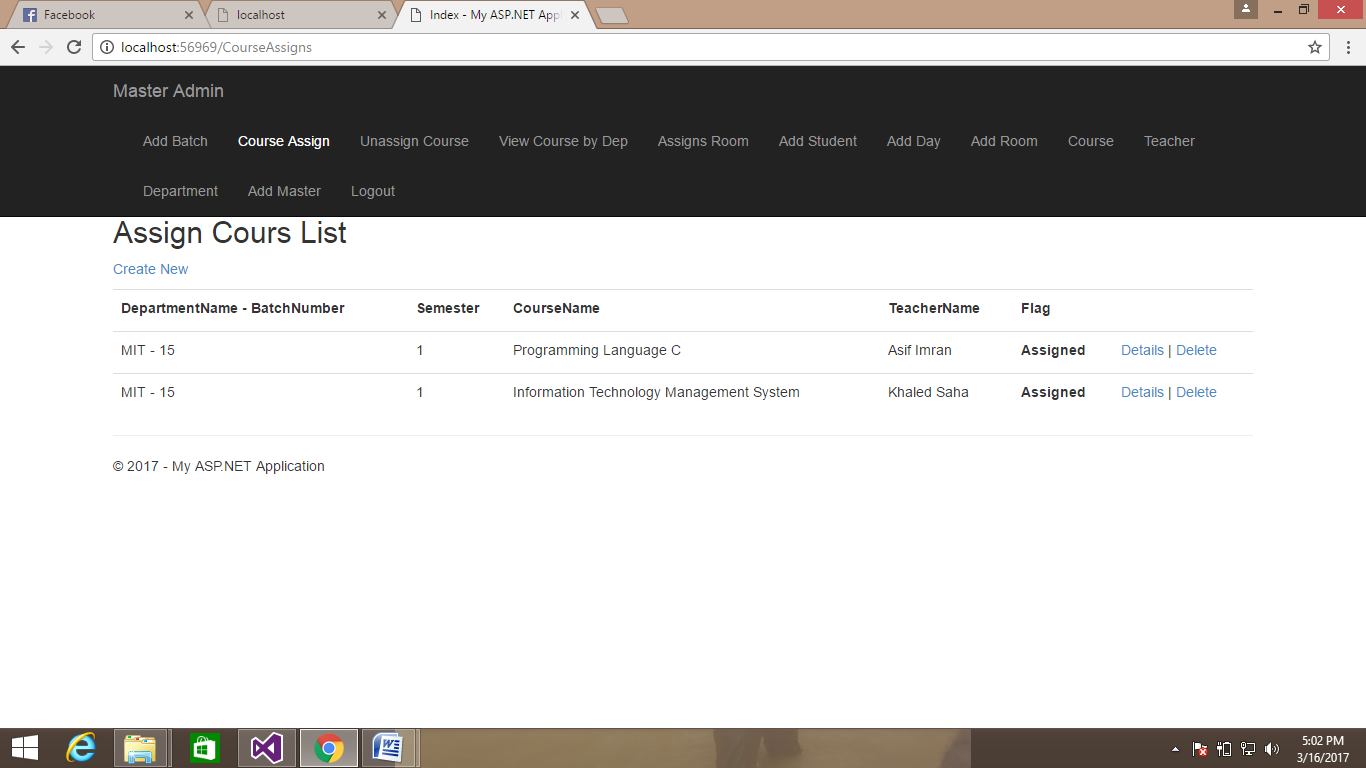 Facebook
localhost
Index - My ASP.NET Appl
localhost:56969/CourseAssigns
Master Admin
Add Batch Course Assign Unassign Course View Course by Dep Assigns Room Add Student Add Day Add Room Course Teacher
Department Add Master Logout
Assign Cours List
Create New
DepartmentName - BatchNumber Semester CourseName TeacherName Flag
MIT - 15 1 Programming Language C Asif Imran Assigned Details | Delete
MIT - 15 1 Information Technology Management System Khaled Saha Assigned Details | Delete
© 2017 - My ASP.NET Application
5:02 PM
3/16/2017